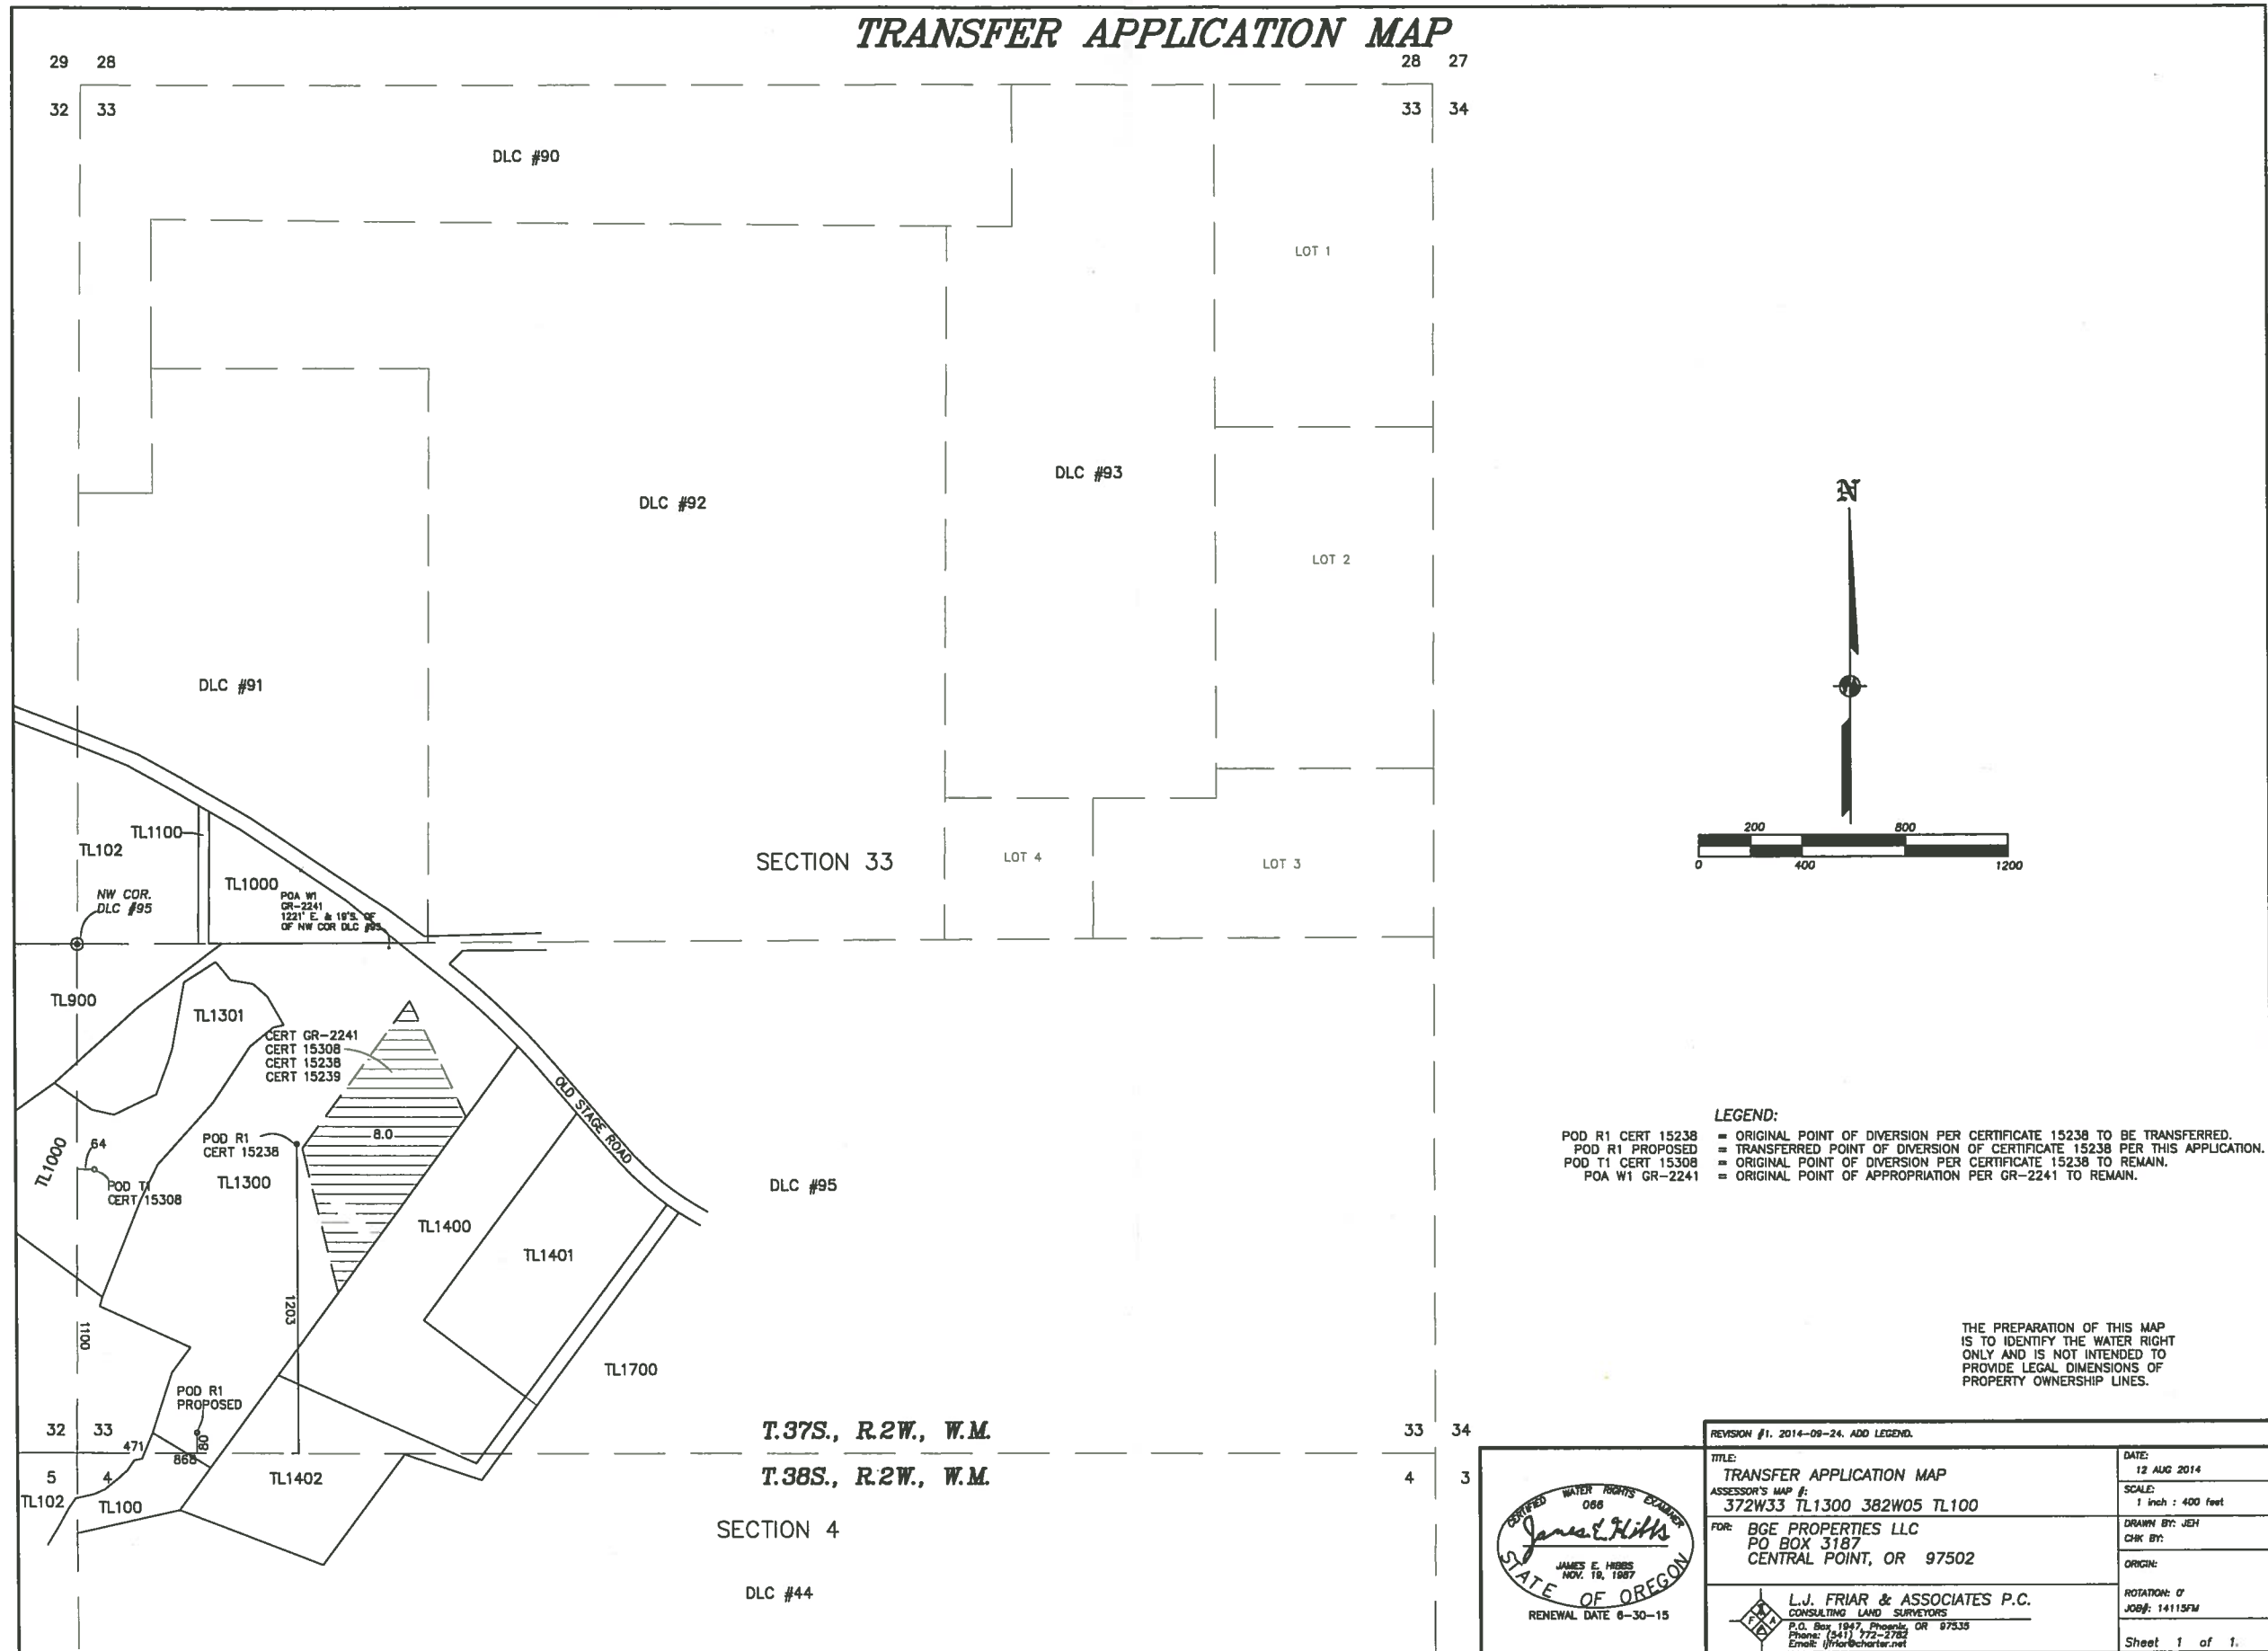 TRANSFER APPLICATION MAP
29 28
32 33
28 27
33 34
DLC #90
LOT 1
DLC #93
DLC #92
LOT 2
DLC #91
N
200 800
0 400 1200
TL1100
TL102
SECTION 33
LOT 4
LOT 3
TL1000
NW COR.
DLC #95
POA W1
GR-2241
1221' E. & 19'S. OF
OF NW COR DLC #95
TL900
TL1301
CERT GR-2241
CERT 15308
CERT 15238
CERT 15239
OLD STAGE ROAD
8.0
POD R1
CERT 15238
64
TL1000
POD T1
CERT 15308
TL1300
DLC #95
TL1400
TL1401
1203
1100
TL1700
POD R1
PROPOSED
LEGEND:
POD R1 CERT 15238 = ORIGINAL POINT OF DIVERSION PER CERTIFICATE 15238 TO BE TRANSFERRED.
POD R1 PROPOSED = TRANSFERRED POINT OF DIVERSION OF CERTIFICATE 15238 PER THIS APPLICATION.
POD T1 CERT 15308 = ORIGINAL POINT OF DIVERSION PER CERTIFICATE 15238 TO REMAIN.
POA W1 GR-2241 = ORIGINAL POINT OF APPROPRIATION PER GR-2241 TO REMAIN.
THE PREPARATION OF THIS MAP
IS TO IDENTIFY THE WATER RIGHT
ONLY AND IS NOT INTENDED TO
PROVIDE LEGAL DIMENSIONS OF
PROPERTY OWNERSHIP LINES.
32 33
471
80
868
5 4
TL102
TL100
TL1402
T.37S., R.2W., W.M.
T.38S., R.2W., W.M.
33 34
4 3
SECTION 4
DLC #44
CERTIFIED WATER RIGHTS EXAMINER
066
James E. Hibbs
JAMES E. HIBBS
NOV. 19, 1987
STATE OF OREGON
RENEWAL DATE 6-30-15
REVISION #1. 2014-09-24. ADD LEGEND.
TITLE:
TRANSFER APPLICATION MAP
ASSESSOR'S MAP #:
372W33 TL1300 382W05 TL100
FOR: BGE PROPERTIES LLC
PO BOX 3187
CENTRAL POINT, OR 97502
L.J. FRIAR & ASSOCIATES P.C.
CONSULTING LAND SURVEYORS
P.O. Box 1947, Phoenix, OR 97535
Phone: (541) 772-2782
Email: ljfriar@charter.net
DATE:
12 AUG 2014
SCALE:
1 inch : 400 feet
DRAWN BY: JEH
CHK BY:
ORIGIN:
ROTATION: 0°
JOB#: 14115FM
Sheet 1 of 1.